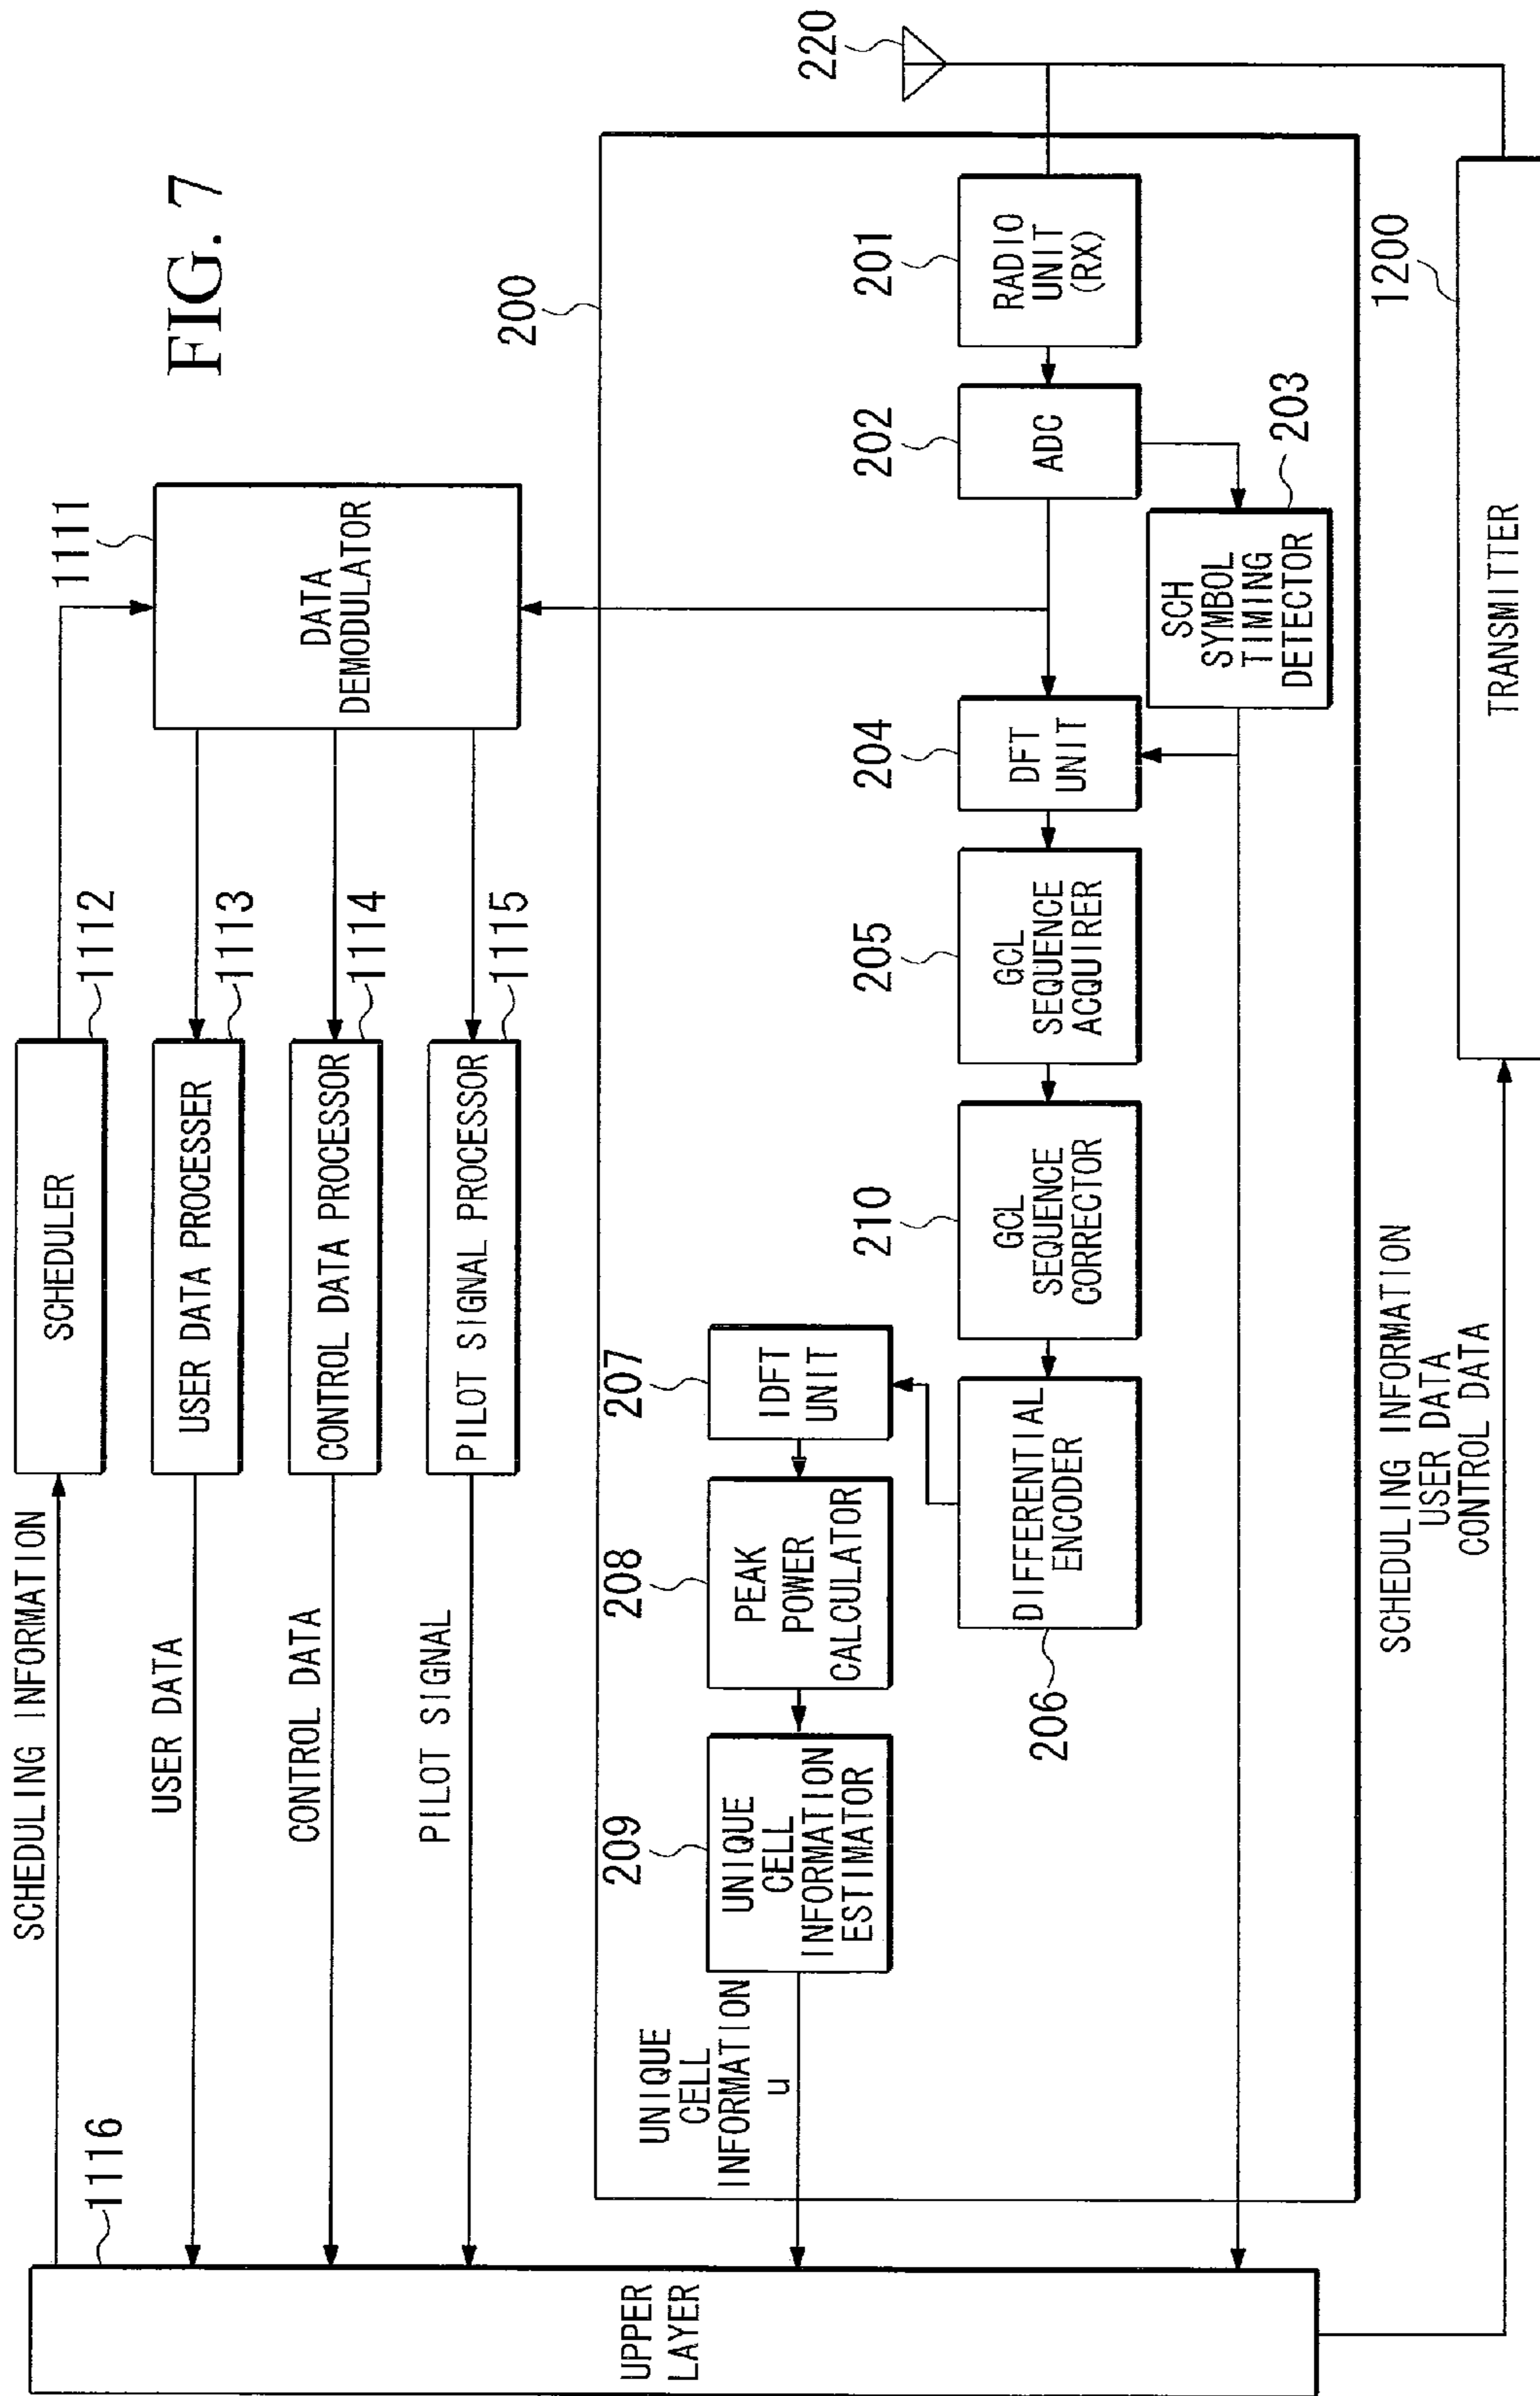 FIG. 7
1116
UPPER
LAYER
SCHEDULING INFORMATION
SCHEDULER
1112
USER DATA
USER DATA PROCESSER
1113
CONTROL DATA
CONTROL DATA PROCESSOR
1114
PILOT SIGNAL
PILOT SIGNAL PROCESSOR
1115
1111
DATA
DEMODULATOR
200
220
UNIQUE
CELL
INFORMATION
u
209
UNIQUE
CELL
INFORMATION
ESTIMATOR
208
PEAK
POWER
CALCULATOR
207
IDFT
UNIT
206
DIFFERENTIAL
ENCODER
210
GCL
SEQUENCE
CORRECTOR
205
GCL
SEQUENCE
ACQUIRER
204
DFT
UNIT
202
ADC
201
RADIO
UNIT
(RX)
203
SCH
SYMBOL
TIMING
DETECTOR
SCHEDULING INFORMATION
USER DATA
CONTROL DATA
1200
TRANSMITTER